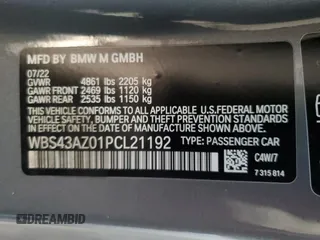 MFD BY BMW M GMBH
07/22
GVWR 4861 lbs 2205 kg
GAWR FRONT 2469 lbs 1120 kg
GAWR REAR 2535 lbs 1150 kg
THIS VEHICLE CONFORMS TO ALL APPLICABLE
U.S.FEDERAL MOTOR VEHICLE SAFETY,
BUMPER, AND THEFT PREVENTION STANDARDS
IN EFFECT ON THE DATE OF MANUFACTURE
SHOWN ABOVE.
WBS43AZ01PCL21192 TYPE: PASSENGER CAR
C4W/7
7 315 814
© DREAMBID